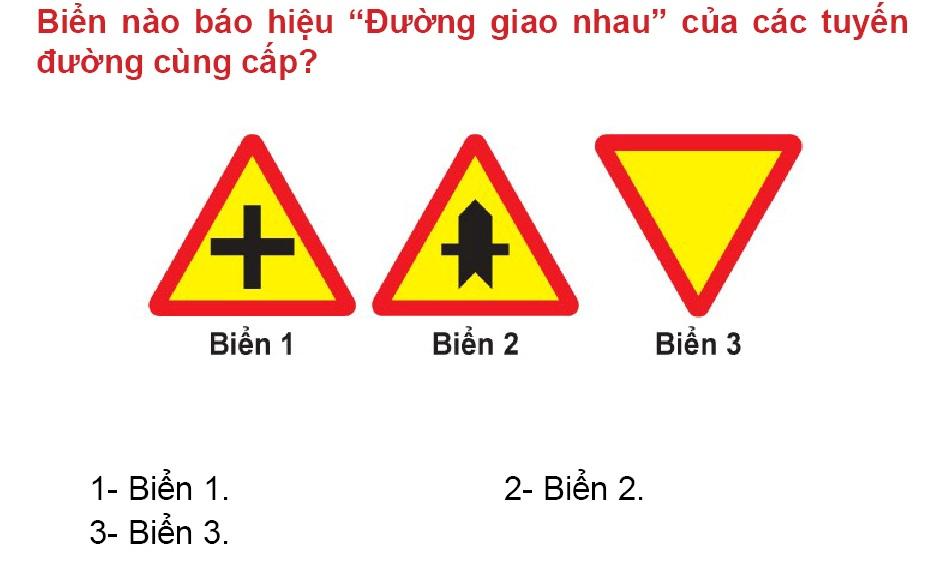 Biển nào báo hiệu “Đường giao nhau” của các tuyến
đường cùng cấp?
Biển 1 Biển 2 Biển 3
1- Biển 1. 2- Biển 2.
3- Biển 3.